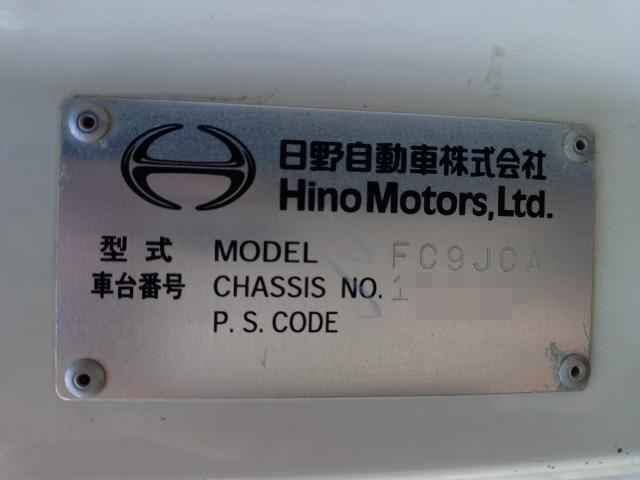 日野自動車株式会社
Hino Motors, Ltd.
型式 MODEL FC9JCA
車台番号 CHASSIS NO. 1
P. S. CODE